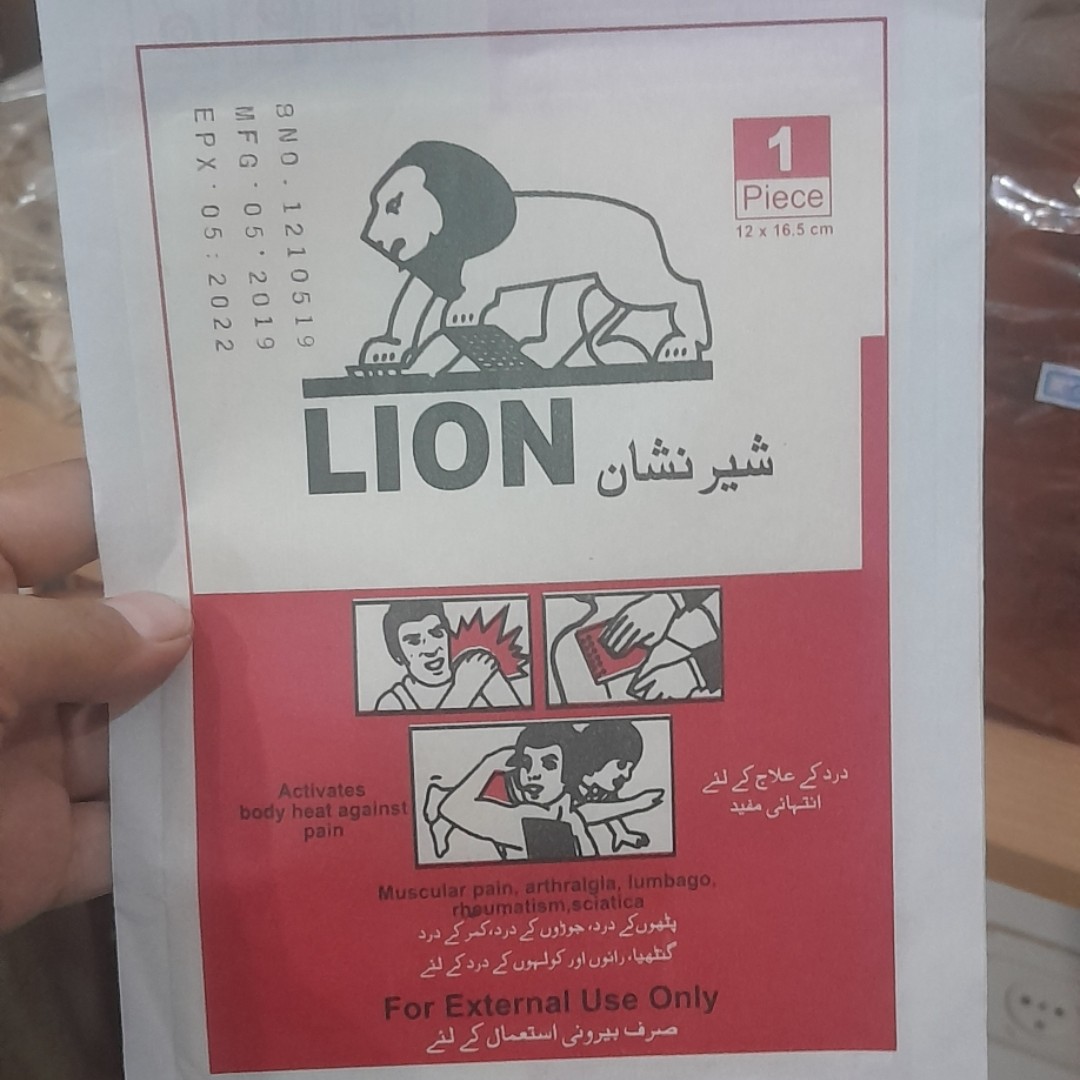 BNO.1210519
MFG.05.2019
EPX.05:2022
1
Piece
12 x 16.5 cm
LION
شیر نشان
Activates
body heat against
pain
درد کے علاج کے لئے
انتہائی مفید
Muscular pain, arthralgia, lumbago,
rheumatism,sciatica
پٹھوں کے درد، جوڑوں کے درد، کمر کے درد
گنٹھیا، رانوں اور کولہوں کے درد کے لئے
For External Use Only
صرف بیرونی استعمال کے لئے